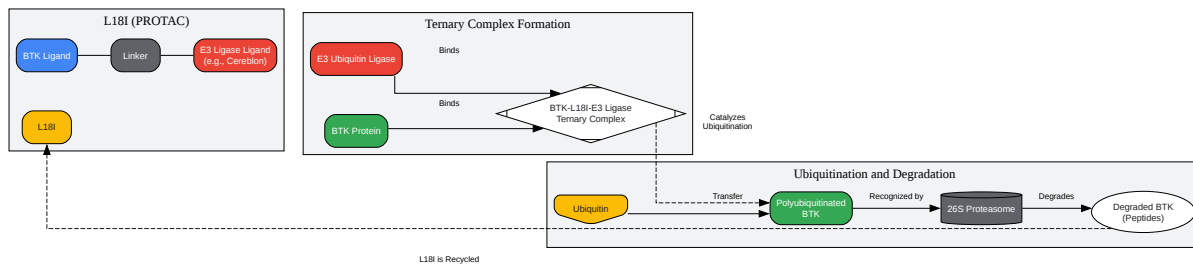 L18I (PROTAC)
BTK Ligand
Linker
E3 Ligase Ligand
(e.g., Cereblon)
L18I
Ternary Complex Formation
Binds
E3 Ubiquitin Ligase
Binds
BTK Protein
BTK-L18I-E3 Ligase
Ternary Complex
Catalyzes
Ubiquitination
Ubiquitination and Degradation
Ubiquitin
Transfer
Polyubiquitinated
BTK
Recognized by
26S Proteasome
Degrades
Degraded BTK
(Peptides)
L18I is Recycled